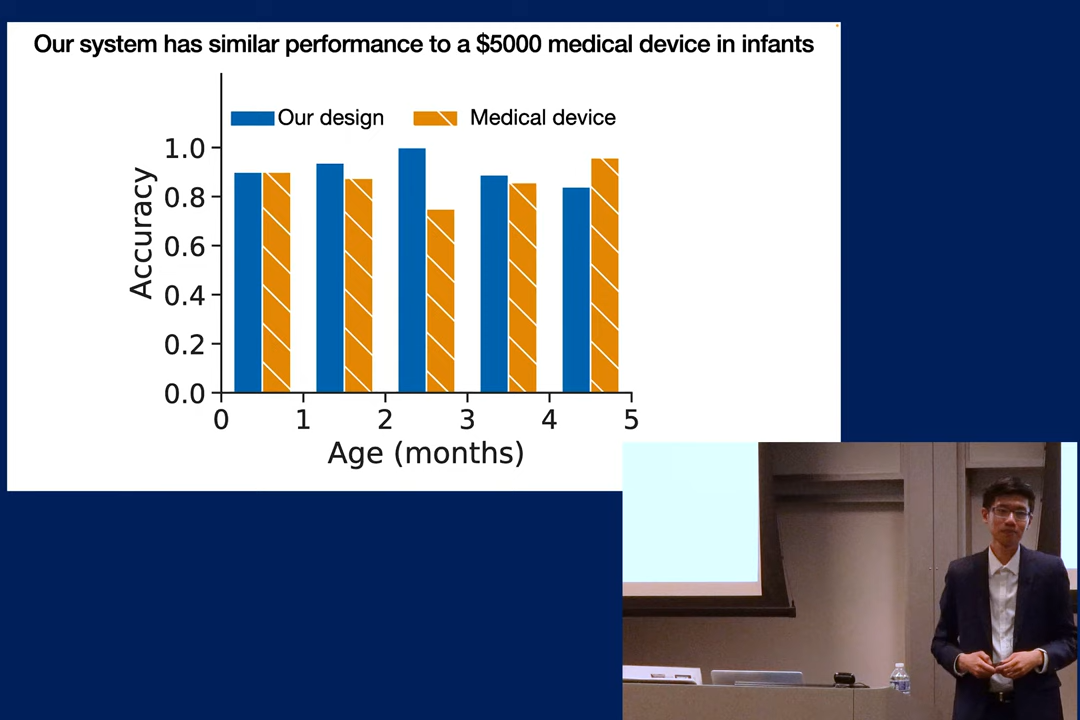 Our system has similar performance to a $5000 medical device in infants
Our design
Medical device
1.0
0.8
0.6
0.4
0.2
0.0
Accuracy
0 1 2 3 4 5
Age (months)